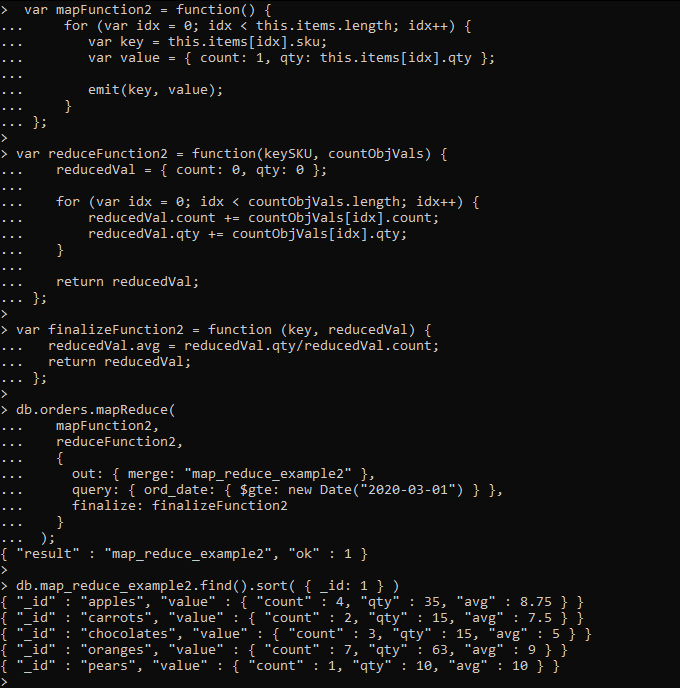 >  var mapFunction2 = function() {
...     for (var idx = 0; idx < this.items.length; idx++) {
...        var key = this.items[idx].sku;
...        var value = { count: 1, qty: this.items[idx].qty };
...
...        emit(key, value);
...     }
... };
>
> var reduceFunction2 = function(keySKU, countObjVals) {
...    reducedVal = { count: 0, qty: 0 };
...
...    for (var idx = 0; idx < countObjVals.length; idx++) {
...        reducedVal.count += countObjVals[idx].count;
...        reducedVal.qty += countObjVals[idx].qty;
...    }
...
...    return reducedVal;
... };
>
> var finalizeFunction2 = function (key, reducedVal) {
...   reducedVal.avg = reducedVal.qty/reducedVal.count;
...   return reducedVal;
... };
>
> db.orders.mapReduce(
...    mapFunction2,
...    reduceFunction2,
...    {
...      out: { merge: "map_reduce_example2" },
...      query: { ord_date: { $gte: new Date("2020-03-01") } },
...      finalize: finalizeFunction2
...    }
...  );
{ "result" : "map_reduce_example2", "ok" : 1 }
>
> db.map_reduce_example2.find().sort( { _id: 1 } )
{ "_id" : "apples", "value" : { "count" : 4, "qty" : 35, "avg" : 8.75 } }
{ "_id" : "carrots", "value" : { "count" : 2, "qty" : 15, "avg" : 7.5 } }
{ "_id" : "chocolates", "value" : { "count" : 3, "qty" : 15, "avg" : 5 } }
{ "_id" : "oranges", "value" : { "count" : 7, "qty" : 63, "avg" : 9 } }
{ "_id" : "pears", "value" : { "count" : 1, "qty" : 10, "avg" : 10 } }
>